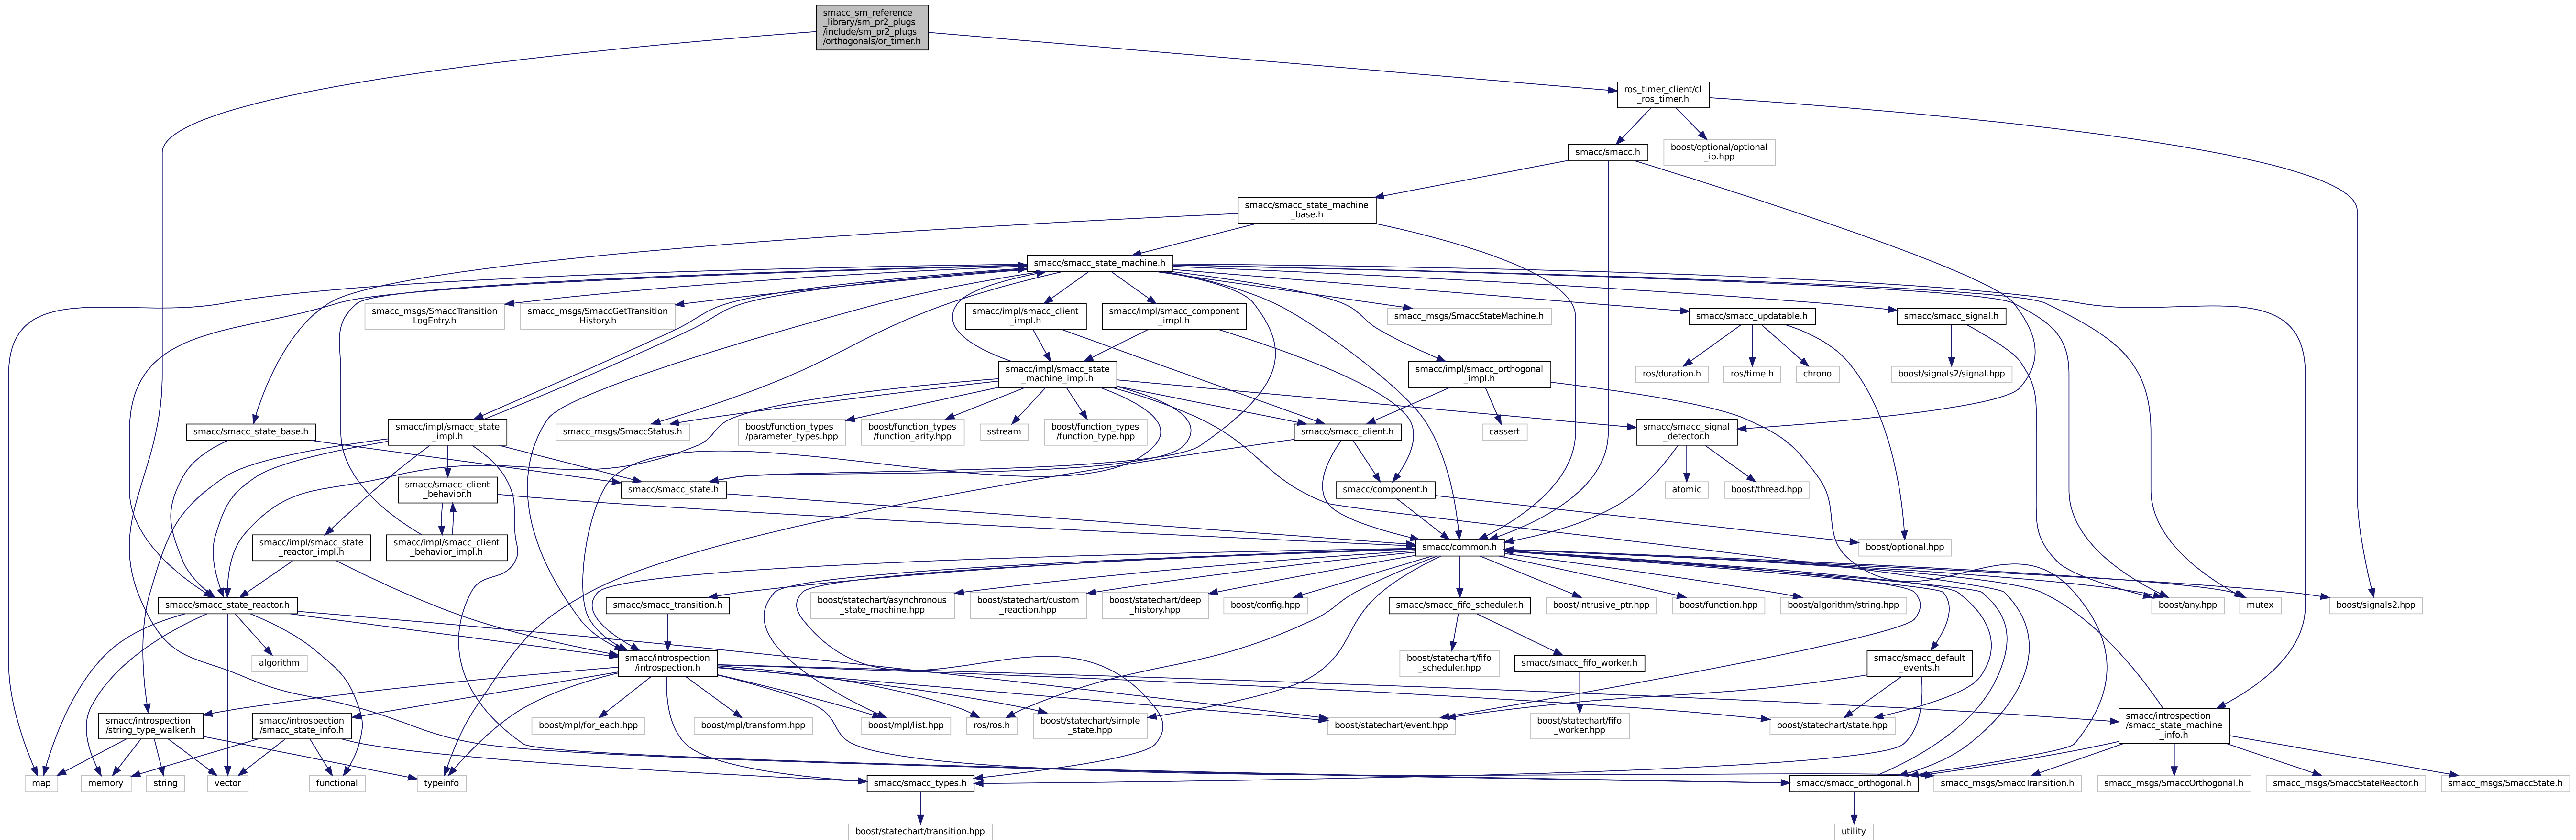 smacc_sm_reference
_library/sm_pr2_plugs
/include/sm_pr2_plugs
/orthogonals/or_timer.h
ros_timer_client/cl
_ros_timer.h
smacc/smacc.h
boost/optional/optional
_io.hpp
smacc/smacc_state_machine
_base.h
smacc/smacc_state_machine.h
smacc_msgs/SmaccTransition
LogEntry.h
smacc_msgs/SmaccGetTransition
History.h
smacc/impl/smacc_client
_impl.h
smacc/impl/smacc_component
_impl.h
smacc_msgs/SmaccStateMachine.h
smacc/smacc_updatable.h
smacc/smacc_signal.h
smacc/impl/smacc_state
_machine_impl.h
smacc/impl/smacc_orthogonal
_impl.h
ros/duration.h
ros/time.h
chrono
boost/signals2/signal.hpp
smacc/smacc_state_base.h
smacc/impl/smacc_state
_impl.h
smacc_msgs/SmaccStatus.h
boost/function_types
/parameter_types.hpp
boost/function_types
/function_arity.hpp
sstream
boost/function_types
/function_type.hpp
smacc/smacc_client.h
cassert
smacc/smacc_signal
_detector.h
smacc/smacc_client
_behavior.h
smacc/smacc_state.h
smacc/component.h
atomic
boost/thread.hpp
smacc/impl/smacc_state
_reactor_impl.h
smacc/impl/smacc_client
_behavior_impl.h
smacc/common.h
boost/optional.hpp
smacc/smacc_state_reactor.h
smacc/smacc_transition.h
boost/statechart/asynchronous
_state_machine.hpp
boost/statechart/custom
_reaction.hpp
boost/statechart/deep
_history.hpp
boost/config.hpp
smacc/smacc_fifo_scheduler.h
boost/intrusive_ptr.hpp
boost/function.hpp
boost/algorithm/string.hpp
boost/any.hpp
mutex
boost/signals2.hpp
algorithm
smacc/introspection
/introspection.h
boost/statechart/fifo
_scheduler.hpp
smacc/smacc_fifo_worker.h
smacc/smacc_default
_events.h
smacc/introspection
/string_type_walker.h
smacc/introspection
/smacc_state_info.h
boost/mpl/for_each.hpp
boost/mpl/transform.hpp
boost/mpl/list.hpp
ros/ros.h
boost/statechart/simple
_state.hpp
boost/statechart/event.hpp
boost/statechart/fifo
_worker.hpp
boost/statechart/state.hpp
smacc/introspection
/smacc_state_machine
_info.h
map
memory
string
vector
functional
typeinfo
smacc/smacc_types.h
smacc/smacc_orthogonal.h
smacc_msgs/SmaccTransition.h
smacc_msgs/SmaccOrthogonal.h
smacc_msgs/SmaccStateReactor.h
smacc_msgs/SmaccState.h
boost/statechart/transition.hpp
utility